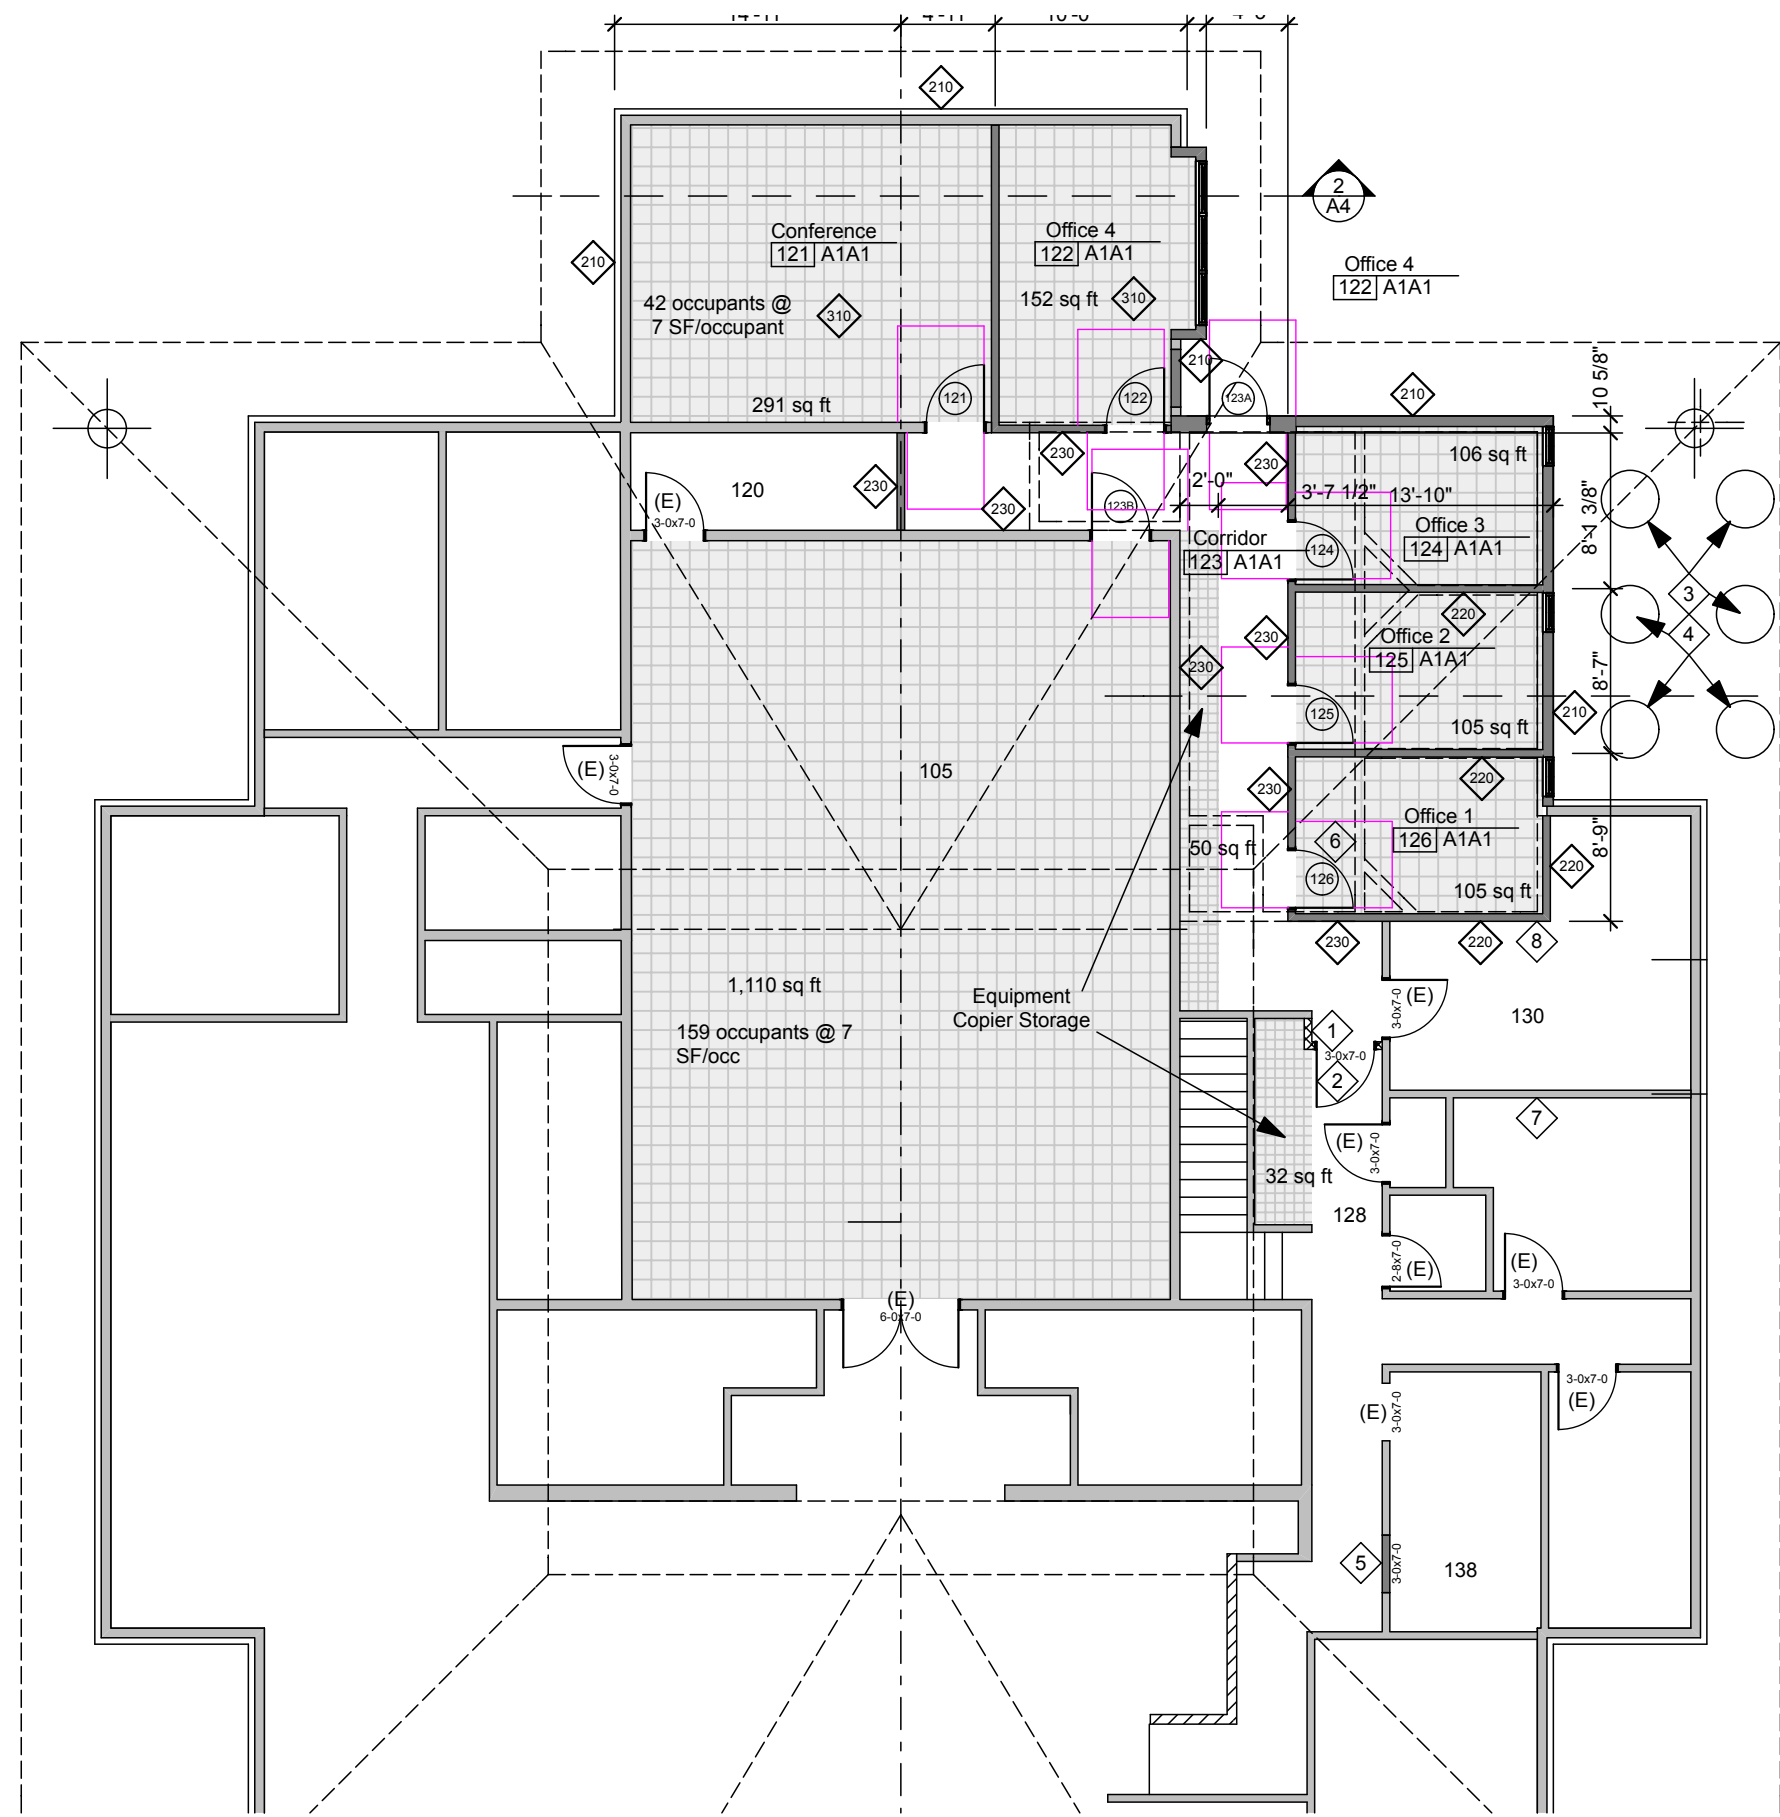 210
2
A4
Conference
121 A1A1
Office 4
122 A1A1
210
Office 4
122 A1A1
42 occupants @
7 SF/occupant
310
152 sq ft
310
210
10 5/8"
210
291 sq ft
121
122
123A
106 sq ft
230
230
120
230
(E)
3-0x7-0
2'-0"
3'-7 1/2"
13'-10"
230
123B
8'-1 3/8"
Corridor
123 A1A1
124
Office 3
124 A1A1
3
220
230
Office 2
125 A1A1
4
230
8'-7"
125
105 sq ft
210
(E)
3-0x7-0
105
220
230
Office 1
126 A1A1
6
50 sq ft
8'-9"
220
126
105 sq ft
230
220
8
1,110 sq ft
Equipment
Copier Storage
(E)
3-0x7-0
130
159 occupants @ 7
SF/occ
1
3-0x7-0
2
7
(E)
3-0x7-0
32 sq ft
128
2-8x7-0
(E)
(E)
3-0x7-0
(E)
6-0x7-0
3-0x7-0
(E)
(E)
3-0x7-0
5
3-0x7-0
138